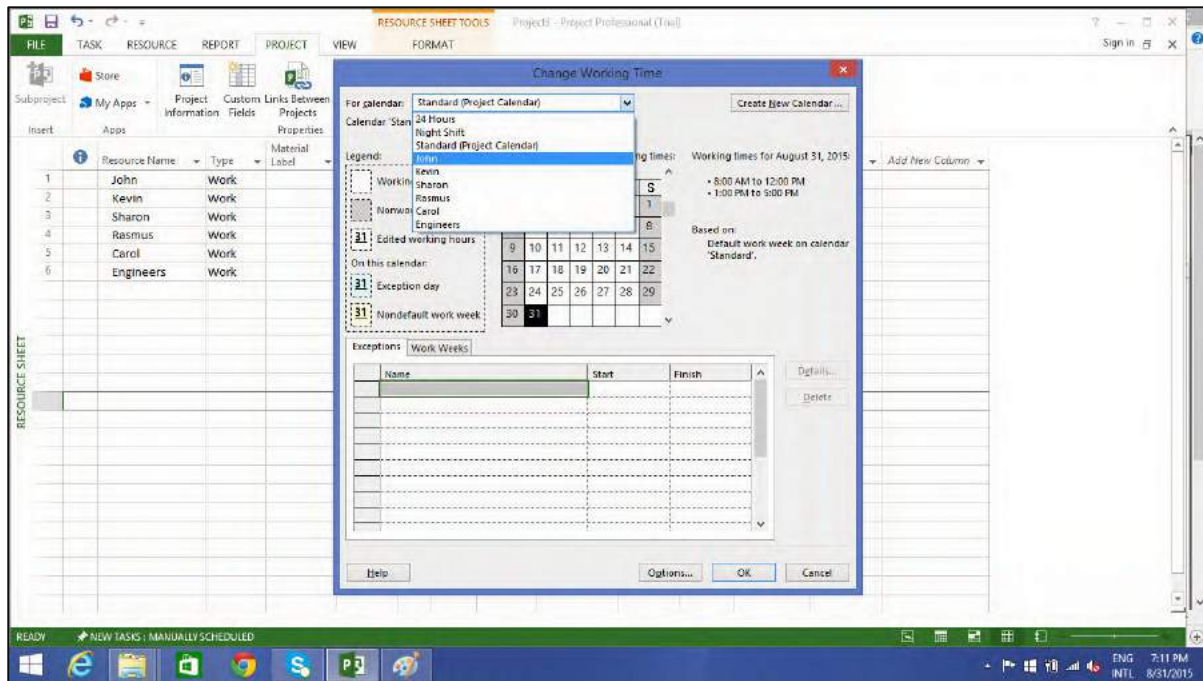 RESOURCE SHEET TOOLS
Project3 - Project Professional (Trial)
FILE TASK RESOURCE REPORT PROJECT VIEW FORMAT
Sign in
Subproject
Store
My Apps
Project Information
Custom Fields
Links Between Projects
Insert Apps Properties
Change Working Time
For calendar: Standard (Project Calendar)
Create New Calendar ...
Calendar 'Stan
24 Hours
Night Shift
Standard (Project Calendar)
John
Kevin
Sharon
Rasmus
Carol
Engineers
Legend:
Workin
Nonwo
31 Edited working hours
On this calendar:
31 Exception day
31 Nondefault work week
ng times:
S
1
8
9 10 11 12 13 14 15
16 17 18 19 20 21 22
23 24 25 26 27 28 29
30 31
Working times for August 31, 2015:
• 8:00 AM to 12:00 PM
• 1:00 PM to 5:00 PM
Based on:
Default work week on calendar
'Standard'.
Exceptions Work Weeks
Name Start Finish
Details...
Delete
Help Options... OK Cancel
Resource Name Type Material Label Add New Column
1 John Work
2 Kevin Work
3 Sharon Work
4 Rasmus Work
5 Carol Work
6 Engineers Work
RESOURCE SHEET
READY NEW TASKS : MANUALLY SCHEDULED
ENG 7:11 PM
INTL 8/31/2015